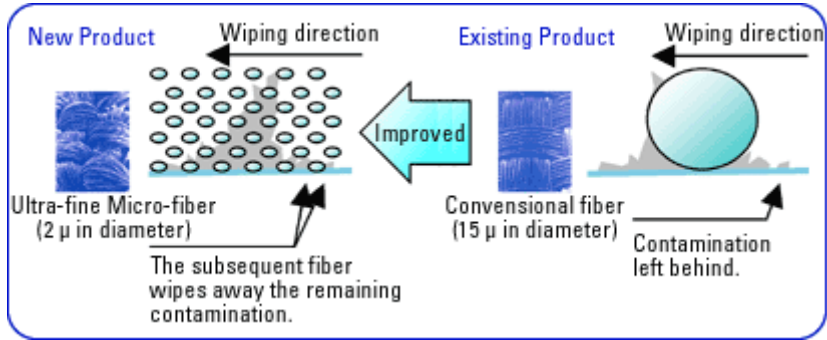 New Product
Wiping direction
Ultra-fine Micro-fiber
(2 μ in diameter)
The subsequent fiber
wipes away the remaining
contamination.
Improved
Existing Product
Wiping direction
Convensional fiber
(15 μ in diameter)
Contamination
left behind.